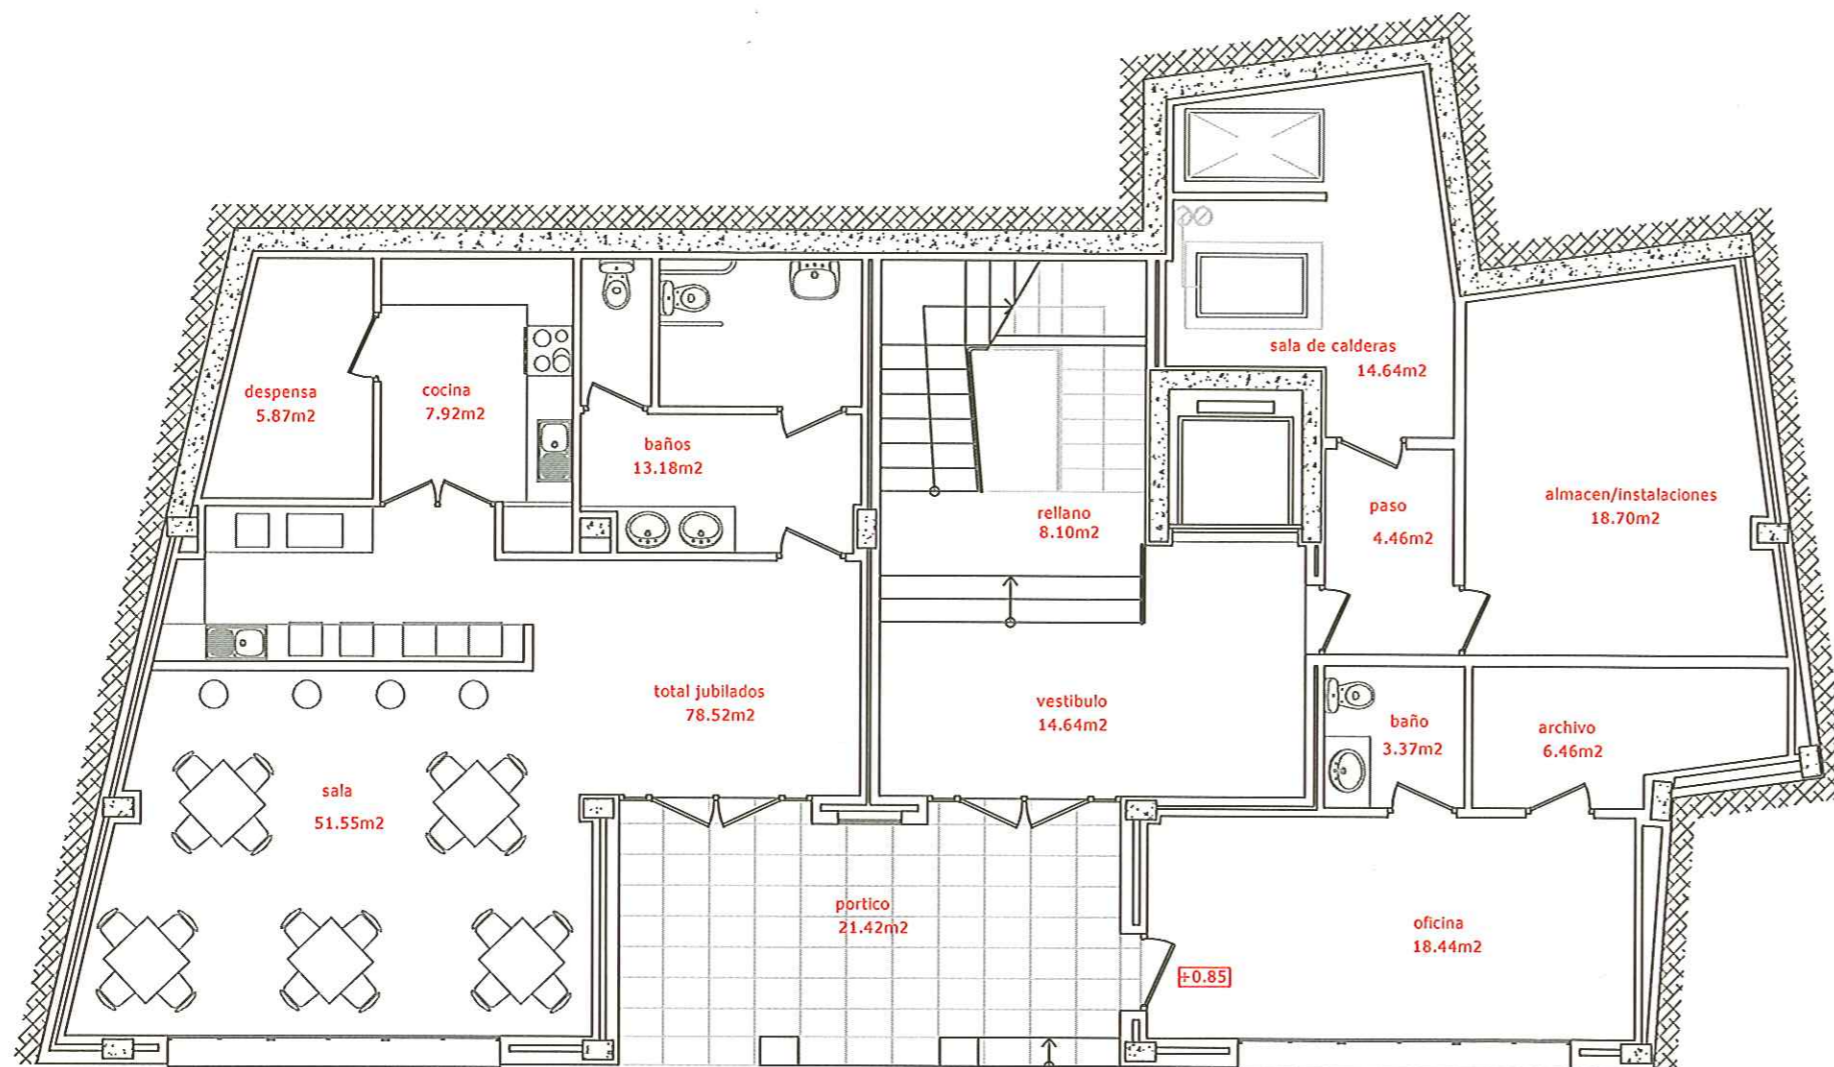 sala de calderas
14.64m2
despensa
5.87m2
cocina
7.92m2
baños
13.18m2
rellano
8.10m2
paso
4.46m2
almacen/instalaciones
18.70m2
total jubilados
78.52m2
vestibulo
14.64m2
baño
3.37m2
archivo
6.46m2
sala
51.55m2
portico
21.42m2
oficina
18.44m2
+0.85